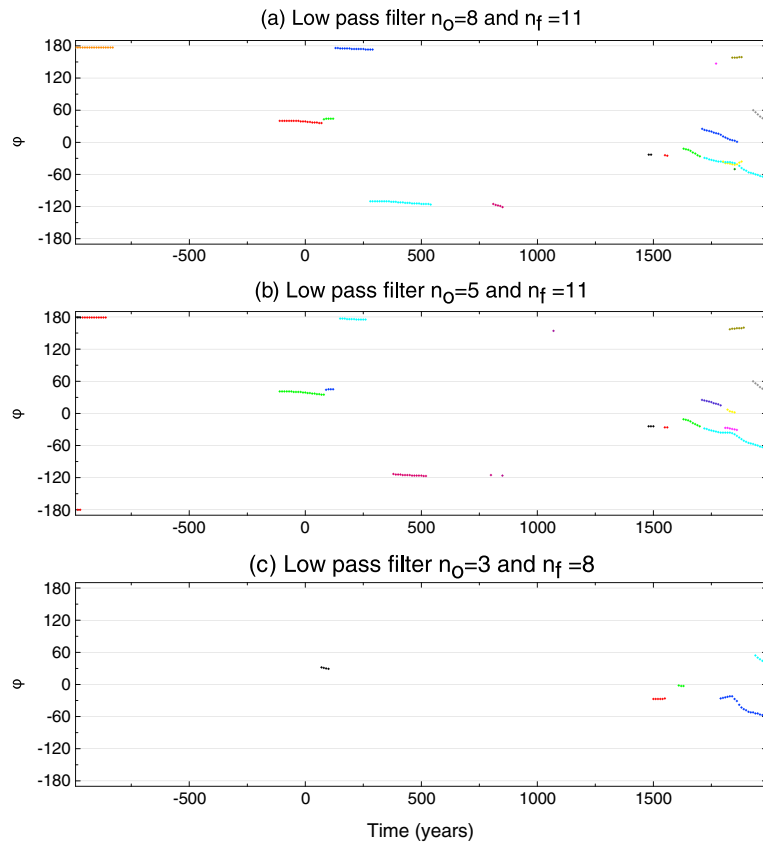 (a) Low pass filter no=8 and nf =11
180
120
60
0
-60
-120
-180
φ
-500 0 500 1000 1500
(b) Low pass filter no=5 and nf =11
180
120
60
0
-60
-120
-180
φ
-500 0 500 1000 1500
(c) Low pass filter no=3 and nf =8
180
120
60
0
-60
-120
-180
φ
-500 0 500 1000 1500
Time (years)